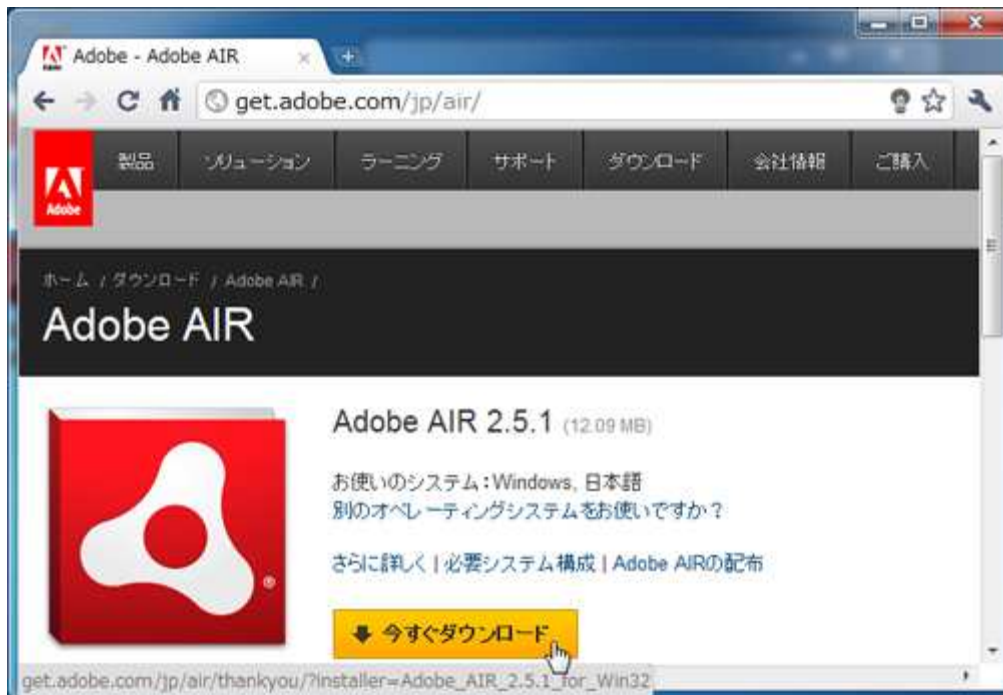 Adobe - Adobe AIR
get.adobe.com/jp/air/
Adobe
製品 ソリューション ラーニング サポート ダウンロード 会社情報 ご購入
ホーム / ダウンロード / Adobe AIR /
Adobe AIR
Adobe AIR 2.5.1 (12.09 MB)
お使いのシステム：Windows, 日本語
別のオペレーティングシステムをお使いですか？
さらに詳しく | 必要システム構成 | Adobe AIRの配布
今すぐダウンロード
get.adobe.com/jp/air/thankyou/?installer=Adobe_AIR_2.5.1_for_Win32